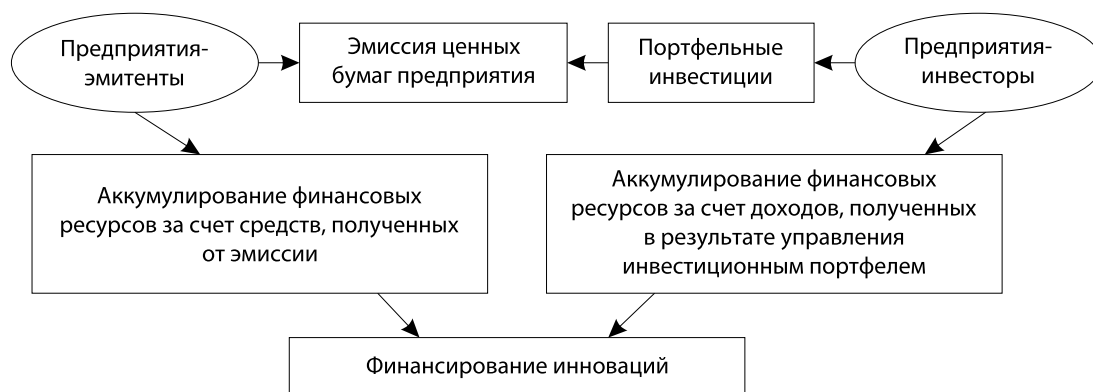 Предприятия-
эмитенты
Эмиссия ценных
бумаг предприятия
Портфельные
инвестиции
Предприятия-
инвесторы
Аккумулирование финансовых
ресурсов за счет средств, полученных
от эмиссии
Аккумулирование финансовых
ресурсов за счет доходов, полученных
в результате управления
инвестиционным портфелем
Финансирование инноваций